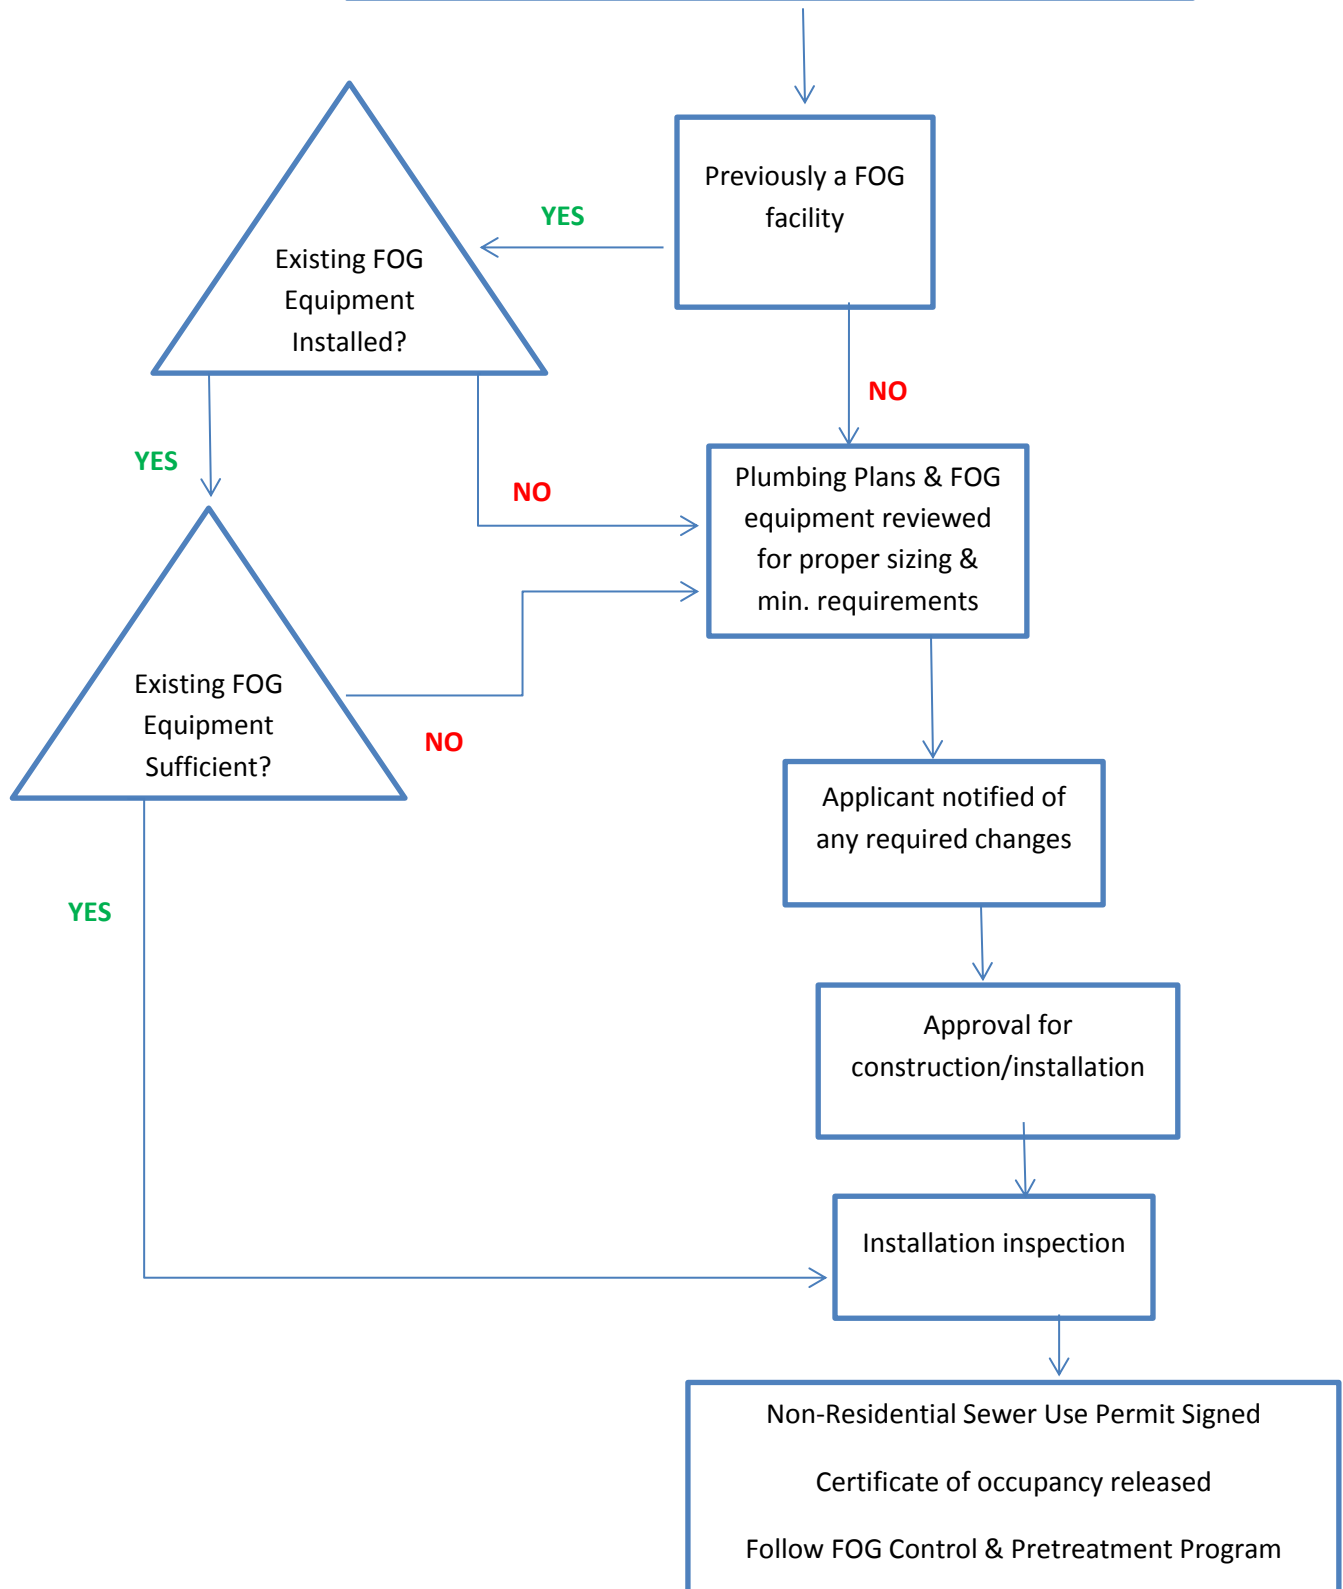 Previously a FOG
facility
YES
Existing FOG
Equipment
Installed?
NO
YES
NO
Plumbing Plans & FOG
equipment reviewed
for proper sizing &
min. requirements
Existing FOG
Equipment
Sufficient?
NO
Applicant notified of
any required changes
YES
Approval for
construction/installation
Installation inspection
Non-Residential Sewer Use Permit Signed
Certificate of occupancy released
Follow FOG Control & Pretreatment Program